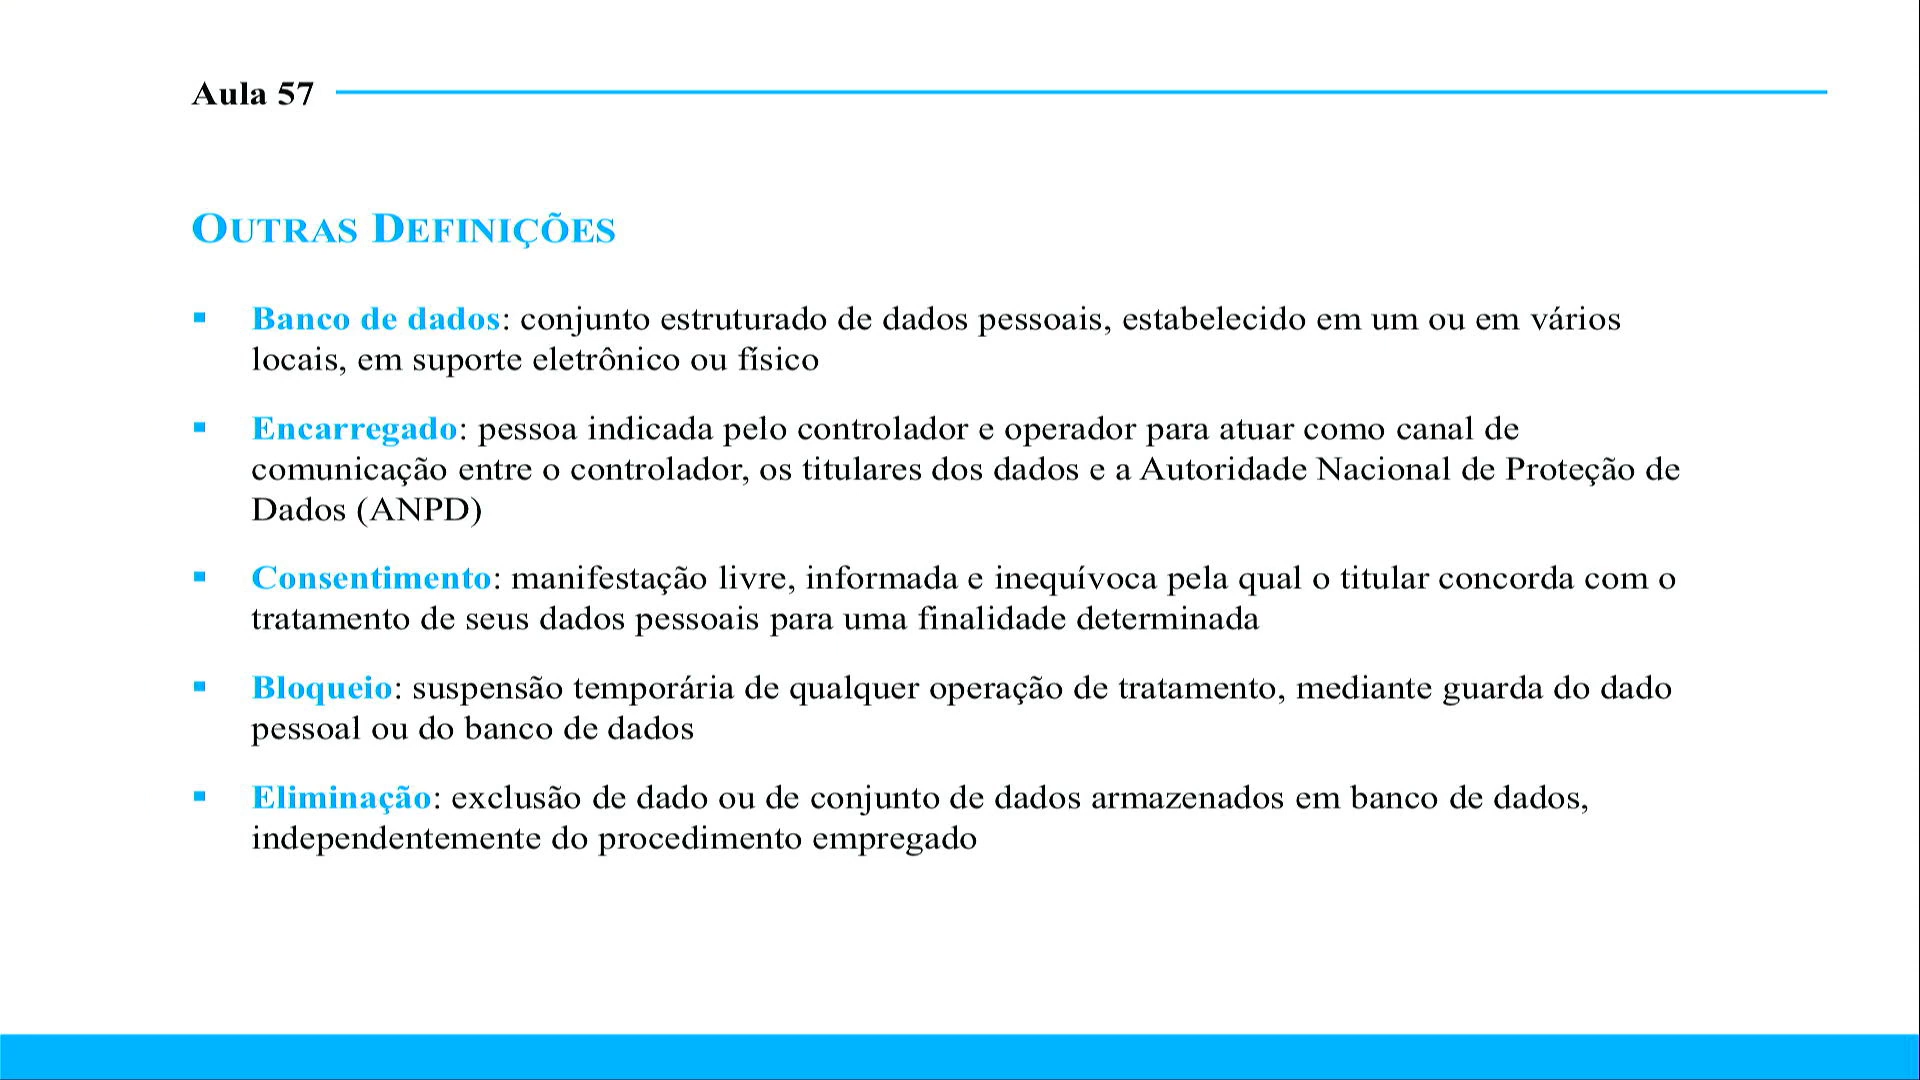 Aula 57
OUTRAS DEFINIÇÕES
▪ Banco de dados: conjunto estruturado de dados pessoais, estabelecido em um ou em vários
locais, em suporte eletrônico ou físico
▪ Encarregado: pessoa indicada pelo controlador e operador para atuar como canal de
comunicação entre o controlador, os titulares dos dados e a Autoridade Nacional de Proteção de
Dados (ANPD)
▪ Consentimento: manifestação livre, informada e inequívoca pela qual o titular concorda com o
tratamento de seus dados pessoais para uma finalidade determinada
▪ Bloqueio: suspensão temporária de qualquer operação de tratamento, mediante guarda do dado
pessoal ou do banco de dados
▪ Eliminação: exclusão de dado ou de conjunto de dados armazenados em banco de dados,
independentemente do procedimento empregado